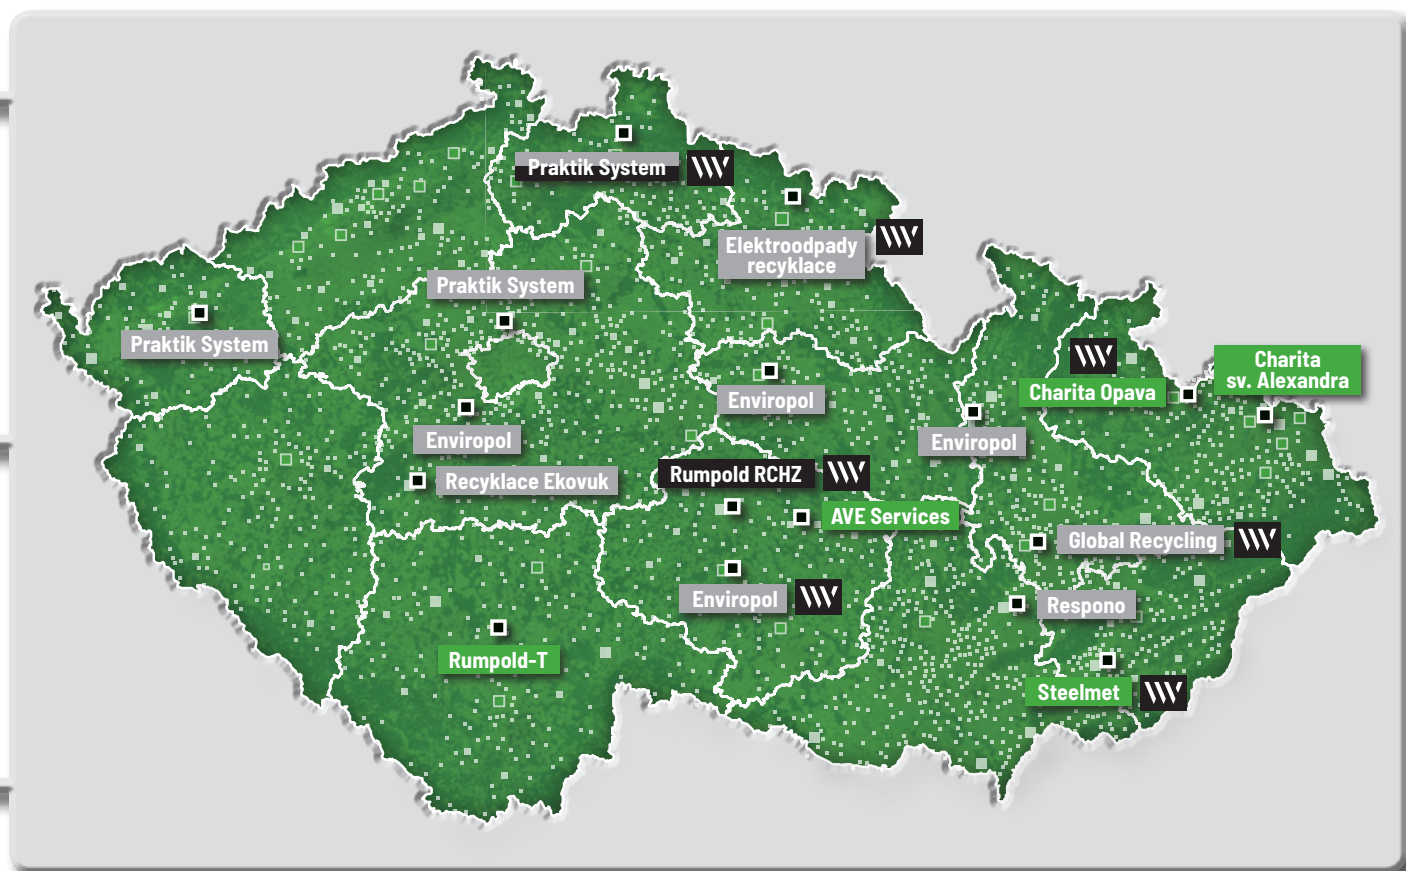 Praktik System
Elektroodpady
recyklace
Praktik System
Praktik System
Charita
sv. Alexandra
Charita Opava
Enviropol
Enviropol
Enviropol
Rumpold RCHZ
Recyklace Ekovuk
AVE Services
Global Recycling
Enviropol
Respono
Rumpold-T
Steelmet